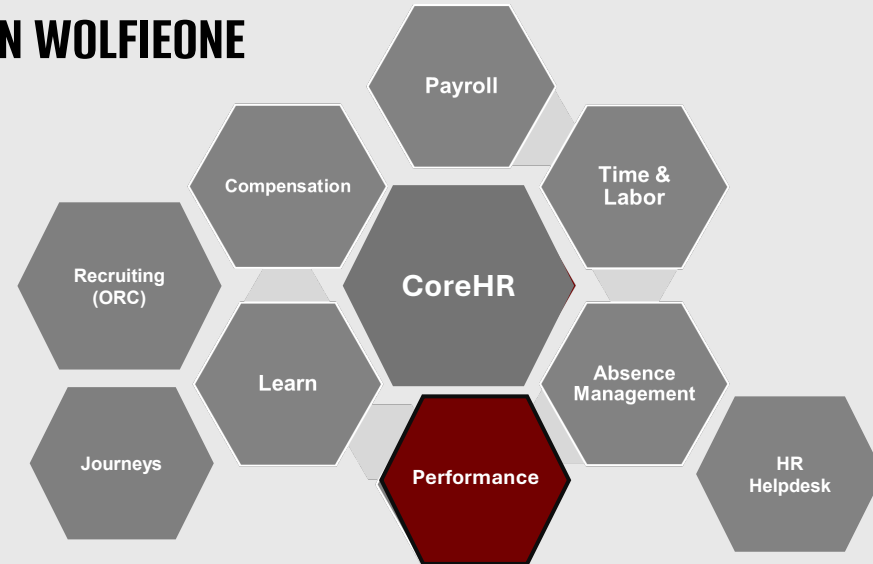 N WOLFIEONE
Payroll
Compensation
Time &
Labor
Recruiting
(ORC)
CoreHR
Learn
Absence
Management
Journeys
Performance
HR
Helpdesk